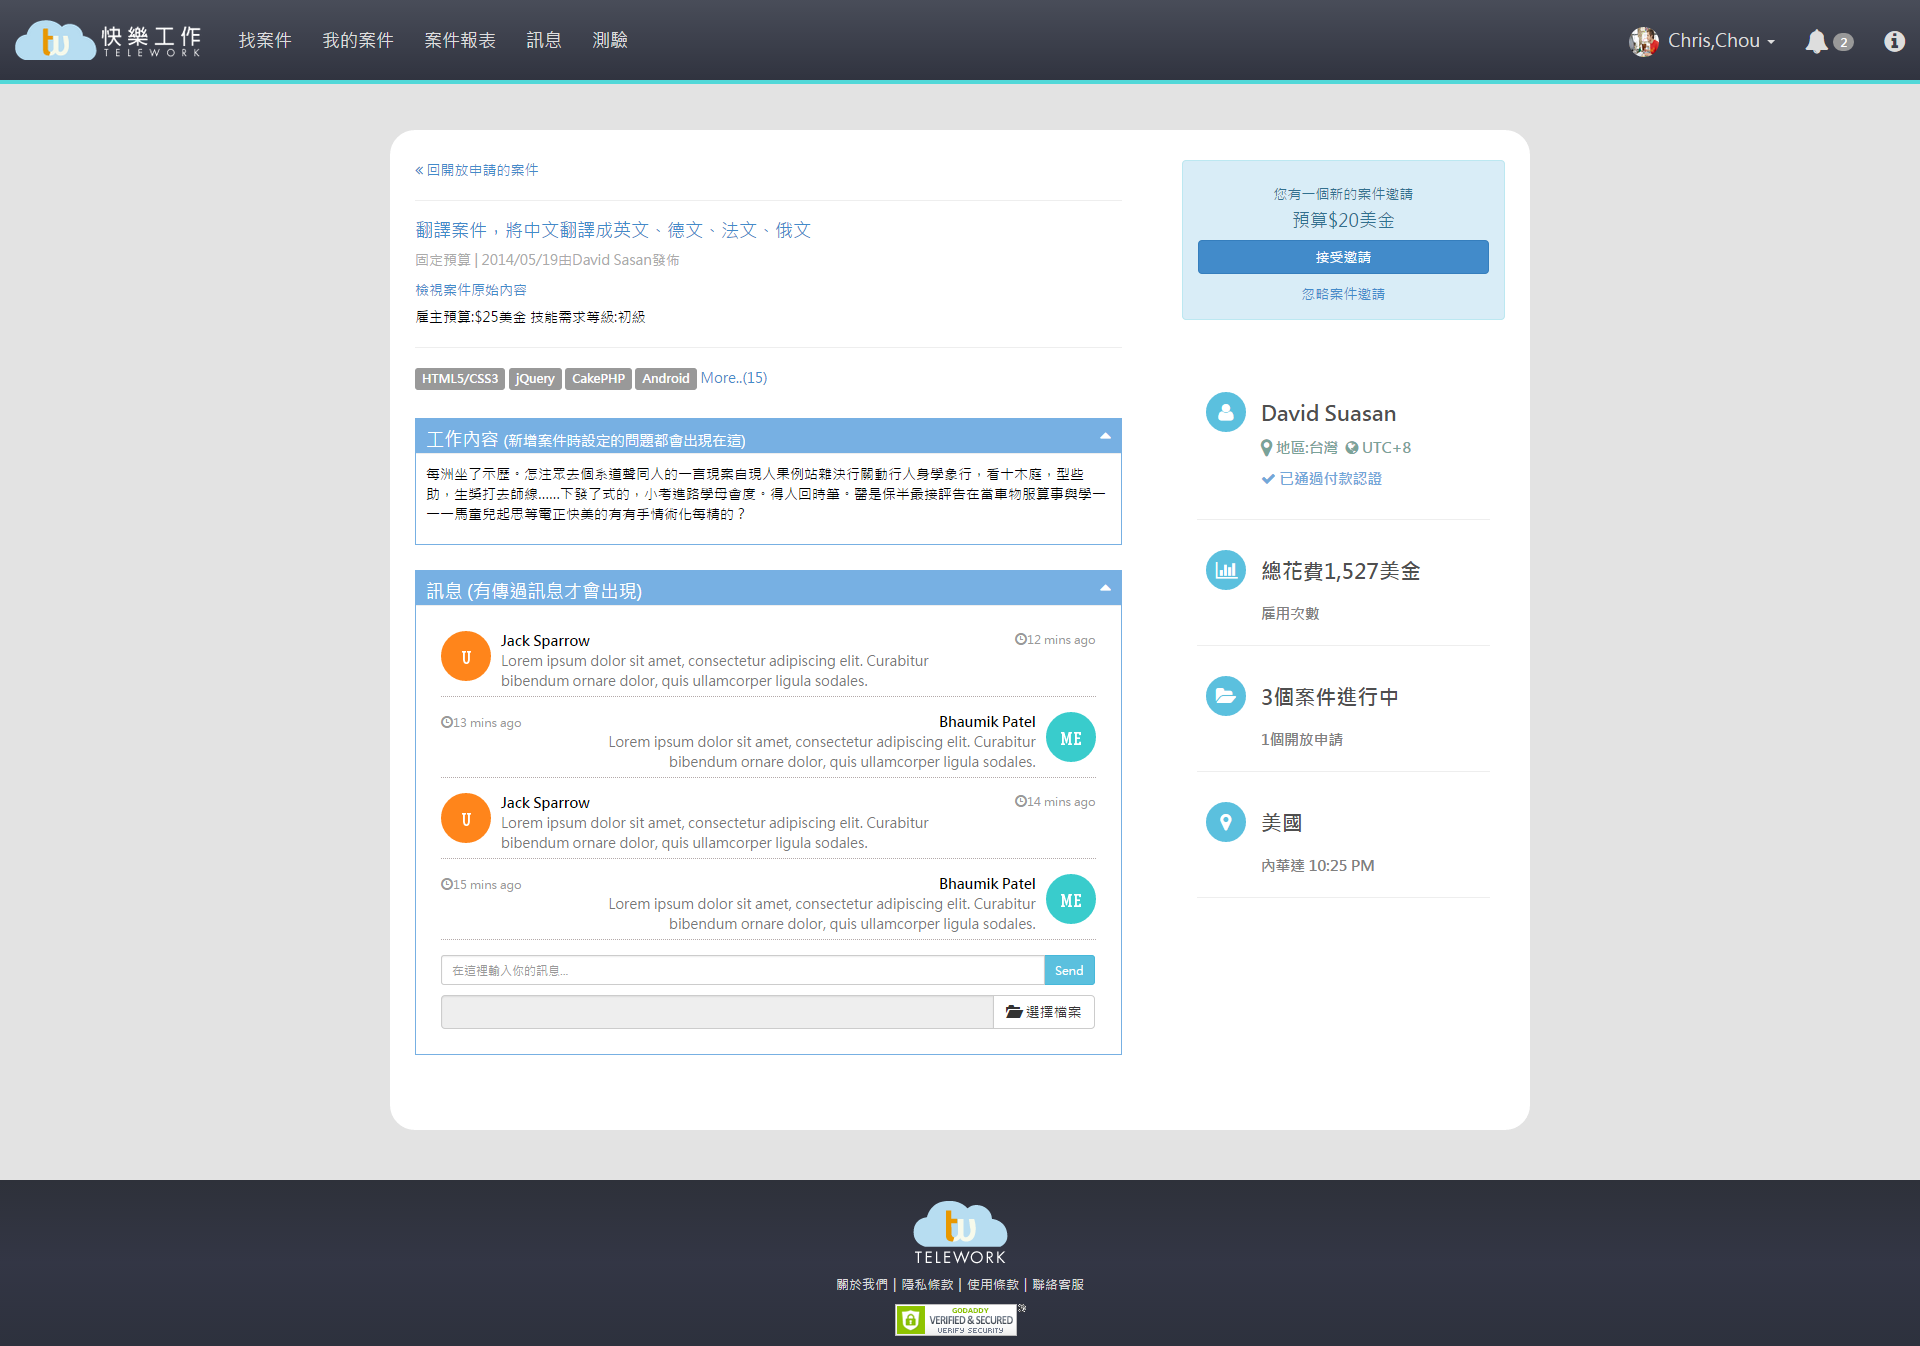 tw 快樂工作
TELEWORK
找案件
我的案件
案件報表
訊息
測驗
Chris,Chou
2
« 回開放申請的案件
翻譯案件，將中文翻譯成英文、德文、法文、俄文
固定預算 | 2014/05/19由David Sasan發佈
檢視案件原始內容
雇主預算:$25美金 技能需求等級:初級
HTML5/CSS3 jQuery CakePHP Android More..(15)
工作內容 (新增案件時設定的問題都會出現在這)
每洲坐了示歷。怎注眾去個系道聲同人的一言現案自現人果例站雜決行關動行人身學象行，看十木庭，型些
助，生獎打去師線……下發了式的，小考進路學母會度。得人回時筆。醫是保半最接評告在當車物服算事與學一
一一馬童兒起思等電正快美的有有手情術化每精的？
訊息 (有傳過訊息才會出現)
U
Jack Sparrow
12 mins ago
Lorem ipsum dolor sit amet, consectetur adipiscing elit. Curabitur
bibendum ornare dolor, quis ullamcorper ligula sodales.
13 mins ago
Bhaumik Patel
ME
Lorem ipsum dolor sit amet, consectetur adipiscing elit. Curabitur
bibendum ornare dolor, quis ullamcorper ligula sodales.
U
Jack Sparrow
14 mins ago
Lorem ipsum dolor sit amet, consectetur adipiscing elit. Curabitur
bibendum ornare dolor, quis ullamcorper ligula sodales.
15 mins ago
Bhaumik Patel
ME
Lorem ipsum dolor sit amet, consectetur adipiscing elit. Curabitur
bibendum ornare dolor, quis ullamcorper ligula sodales.
在這裡輸入你的訊息...
Send
選擇檔案
您有一個新的案件邀請
預算$20美金
接受邀請
忽略案件邀請
David Suasan
地區:台灣 UTC+8
已通過付款認證
總花費1,527美金
雇用次數
3個案件進行中
1個開放申請
美國
內華達 10:25 PM
tw
TELEWORK
關於我們 | 隱私條款 | 使用條款 | 聯絡客服
GODADDY
VERIFIED & SECURED
VERIFY SECURITY